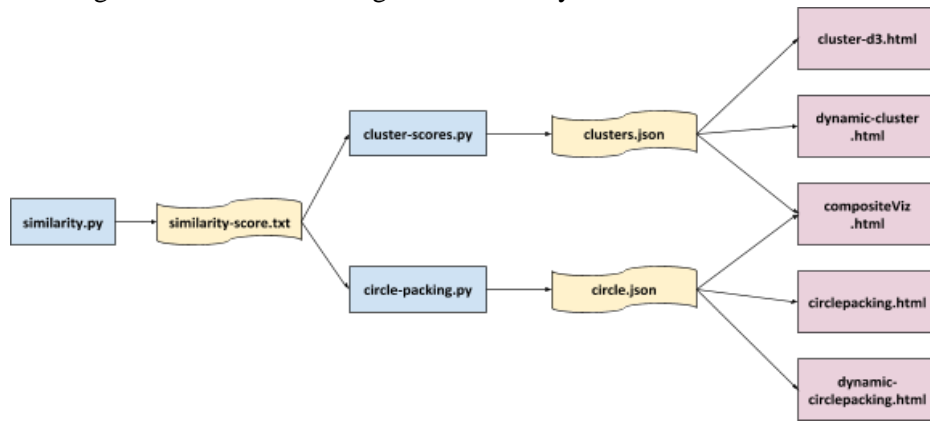 cluster-d3.html
cluster-scores.py
clusters.json
dynamic-cluster
.html
similarity.py
similarity-score.txt
compositeViz
.html
circle-packing.py
circle.json
circlepacking.html
dynamic-
circlepacking.html